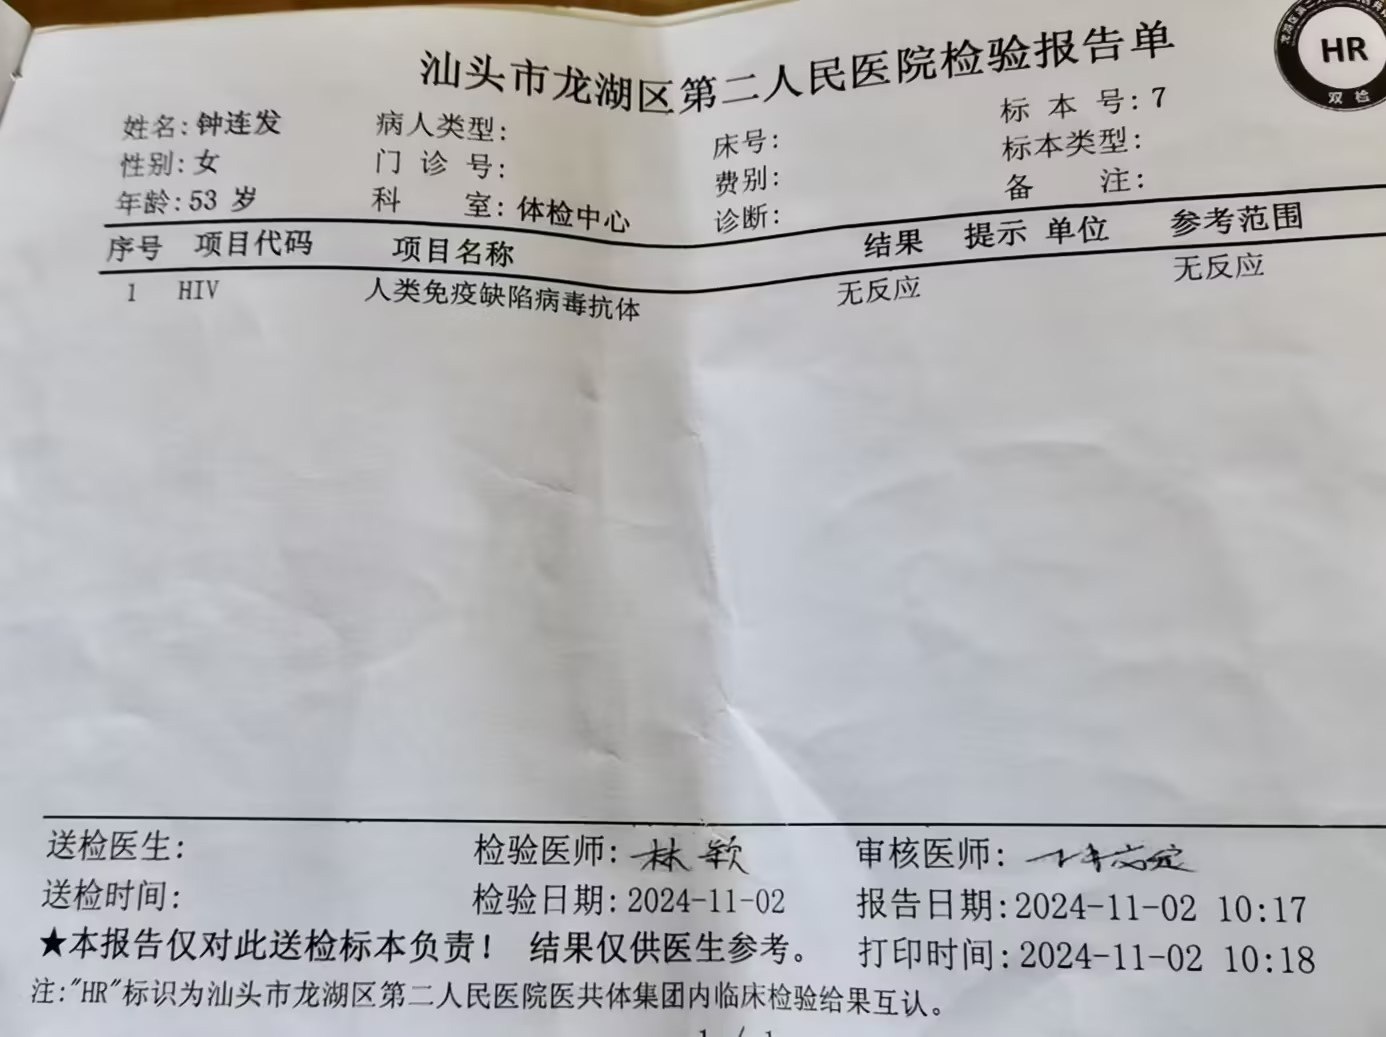 汕头市龙湖区第二人民医院检验报告单
HR
双检
姓名:钟连发 病人类型: 床号: 标本号:7
性别:女 门诊号: 费别: 标本类型:
年龄:53 岁 科室:体检中心 诊断: 备注:
序号 项目代码 项目名称 结果 提示 单位 参考范围
1 HIV 人类免疫缺陷病毒抗体 无反应 无反应
送检医生: 检验医师:林欽 审核医师:
送检时间: 检验日期:2024-11-02 报告日期:2024-11-02 10:17
★本报告仅对此送检标本负责! 结果仅供医生参考。 打印时间:2024-11-02 10:18
注:"HR"标识为汕头市龙湖区第二人民医院医共体集团内临床检验给果互认。